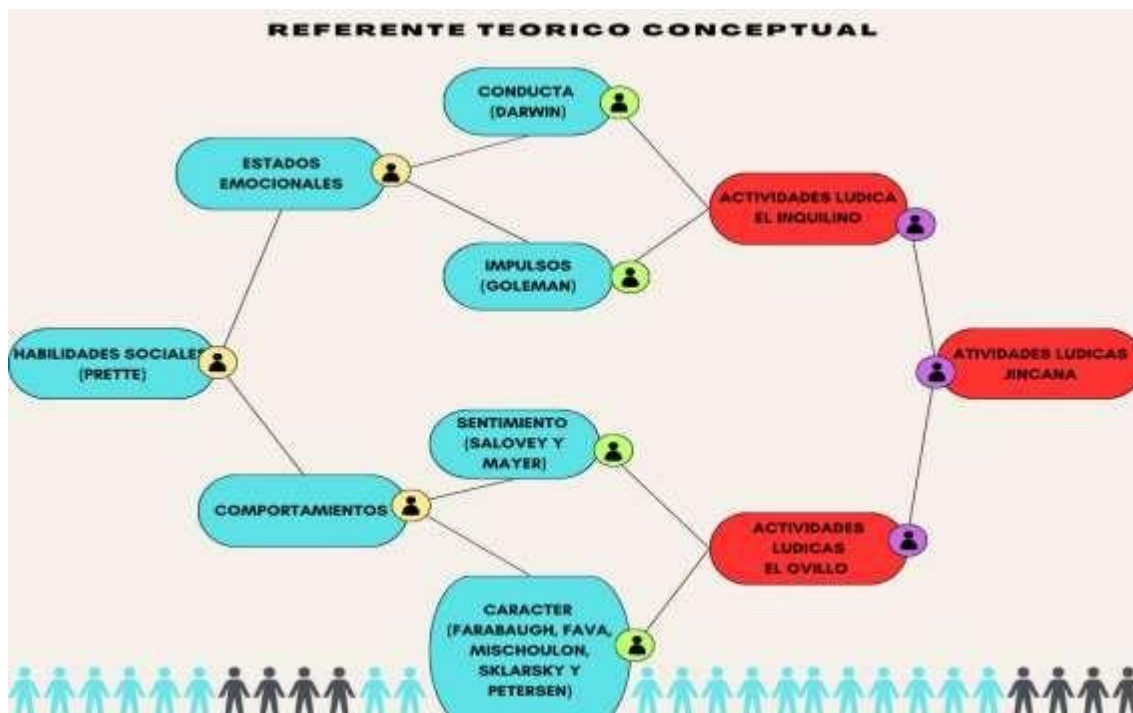 REFERENTE TEORICO CONCEPTUAL
CONDUCTA
(DARWIN)
ESTADOS
EMOCIONALES
ACTIVIDADES LUDICA
EL INQUILINO
IMPULSOS
(GOLEMAN)
HABILIDADES SOCIALES
(PRETTE)
ATIVIDADES LUDICAS
JINCANA
SENTIMIENTO
(SALOVEY Y
MAYER)
COMPORTAMIENTOS
ACTIVIDADES
LUDICAS
EL OVILLO
CARACTER
(FARABAUGH, FAVA,
MISCHOULON,
SKLARSKY Y
PETERSEN)